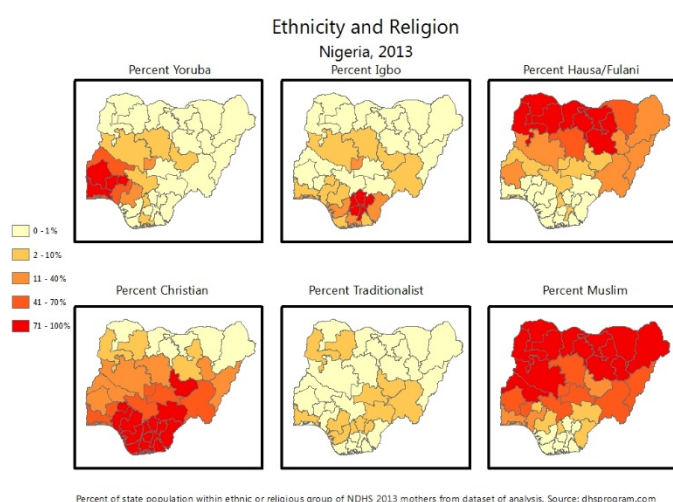 Ethnicity and Religion
Nigeria, 2013
Percent Yoruba
Percent Igbo
Percent Hausa/Fulani
0 - 1%
2 - 10%
11 - 40%
41 - 70%
71 - 100%
Percent Christian
Percent Traditionalist
Percent Muslim
Percent of state population within ethnic or religious group of NDHS 2013 mothers from dataset of analysis. Source: dhsprogram.com